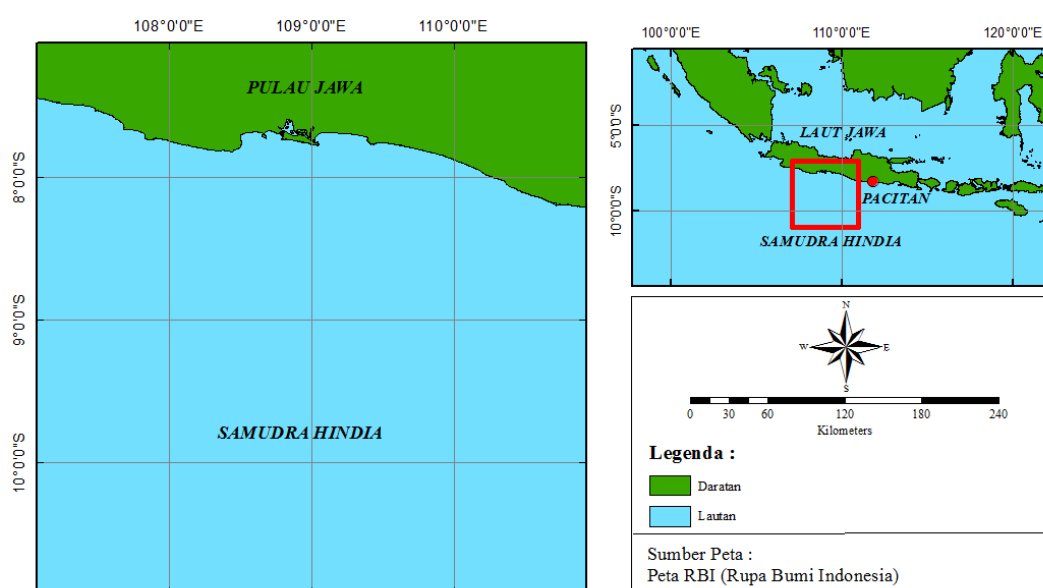 108°0'0"E 109°0'0"E 110°0'0"E
PULAU JAWA
8°0'0"S
9°0'0"S
SAMUDRA HINDIA
10°0'0"S
100°0'0"E 110°0'0"E 120°0'0"E
5°0'0"S
LAUT JAWA
PACITAN
10°0'0"S
SAMUDRA HINDIA
N
W E
S
0 30 60 120 180 240
Kilometers
Legenda :
Daratan
Lautan
Sumber Peta :
Peta RBI (Rupa Bumi Indonesia)